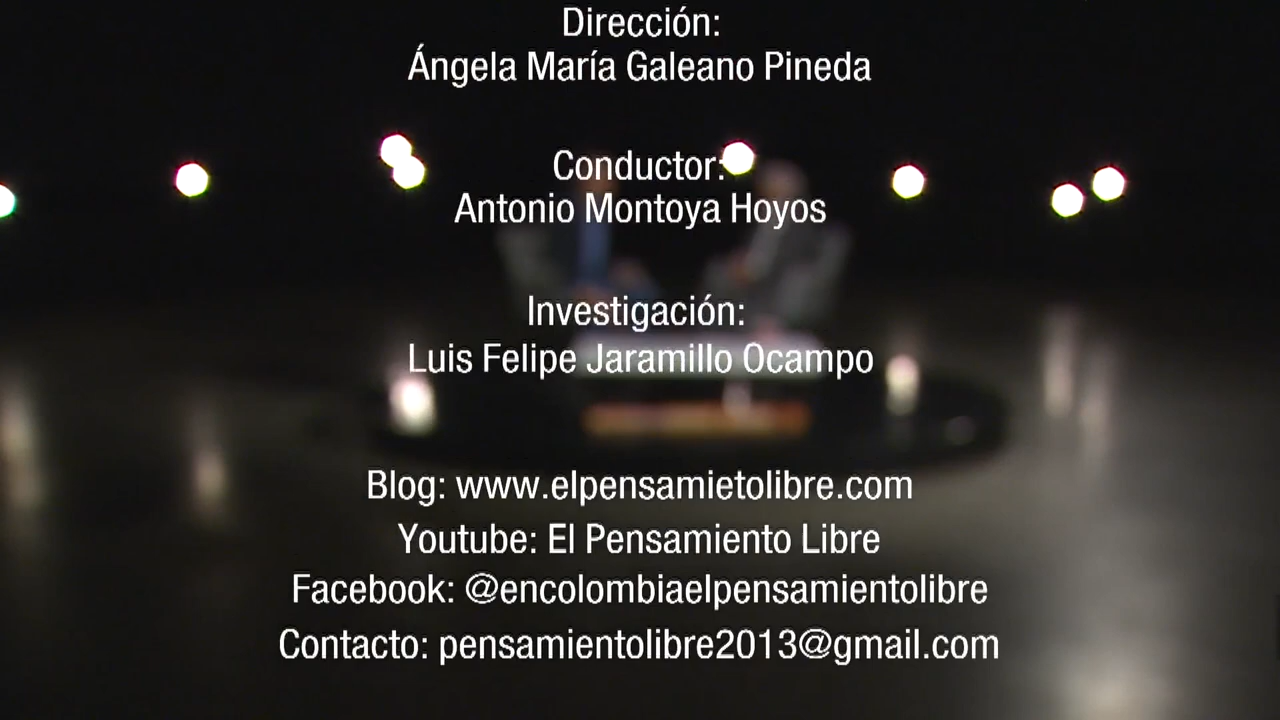 Dirección:
Ángela María Galeano Pineda
Conductor:
Antonio Montoya Hoyos
Investigación:
Luis Felipe Jaramillo Ocampo
Blog: www.elpensamietolibre.com
Youtube: El Pensamiento Libre
Facebook: @encolombiaelpensamientolibre
Contacto: pensamientolibre2013@gmail.com